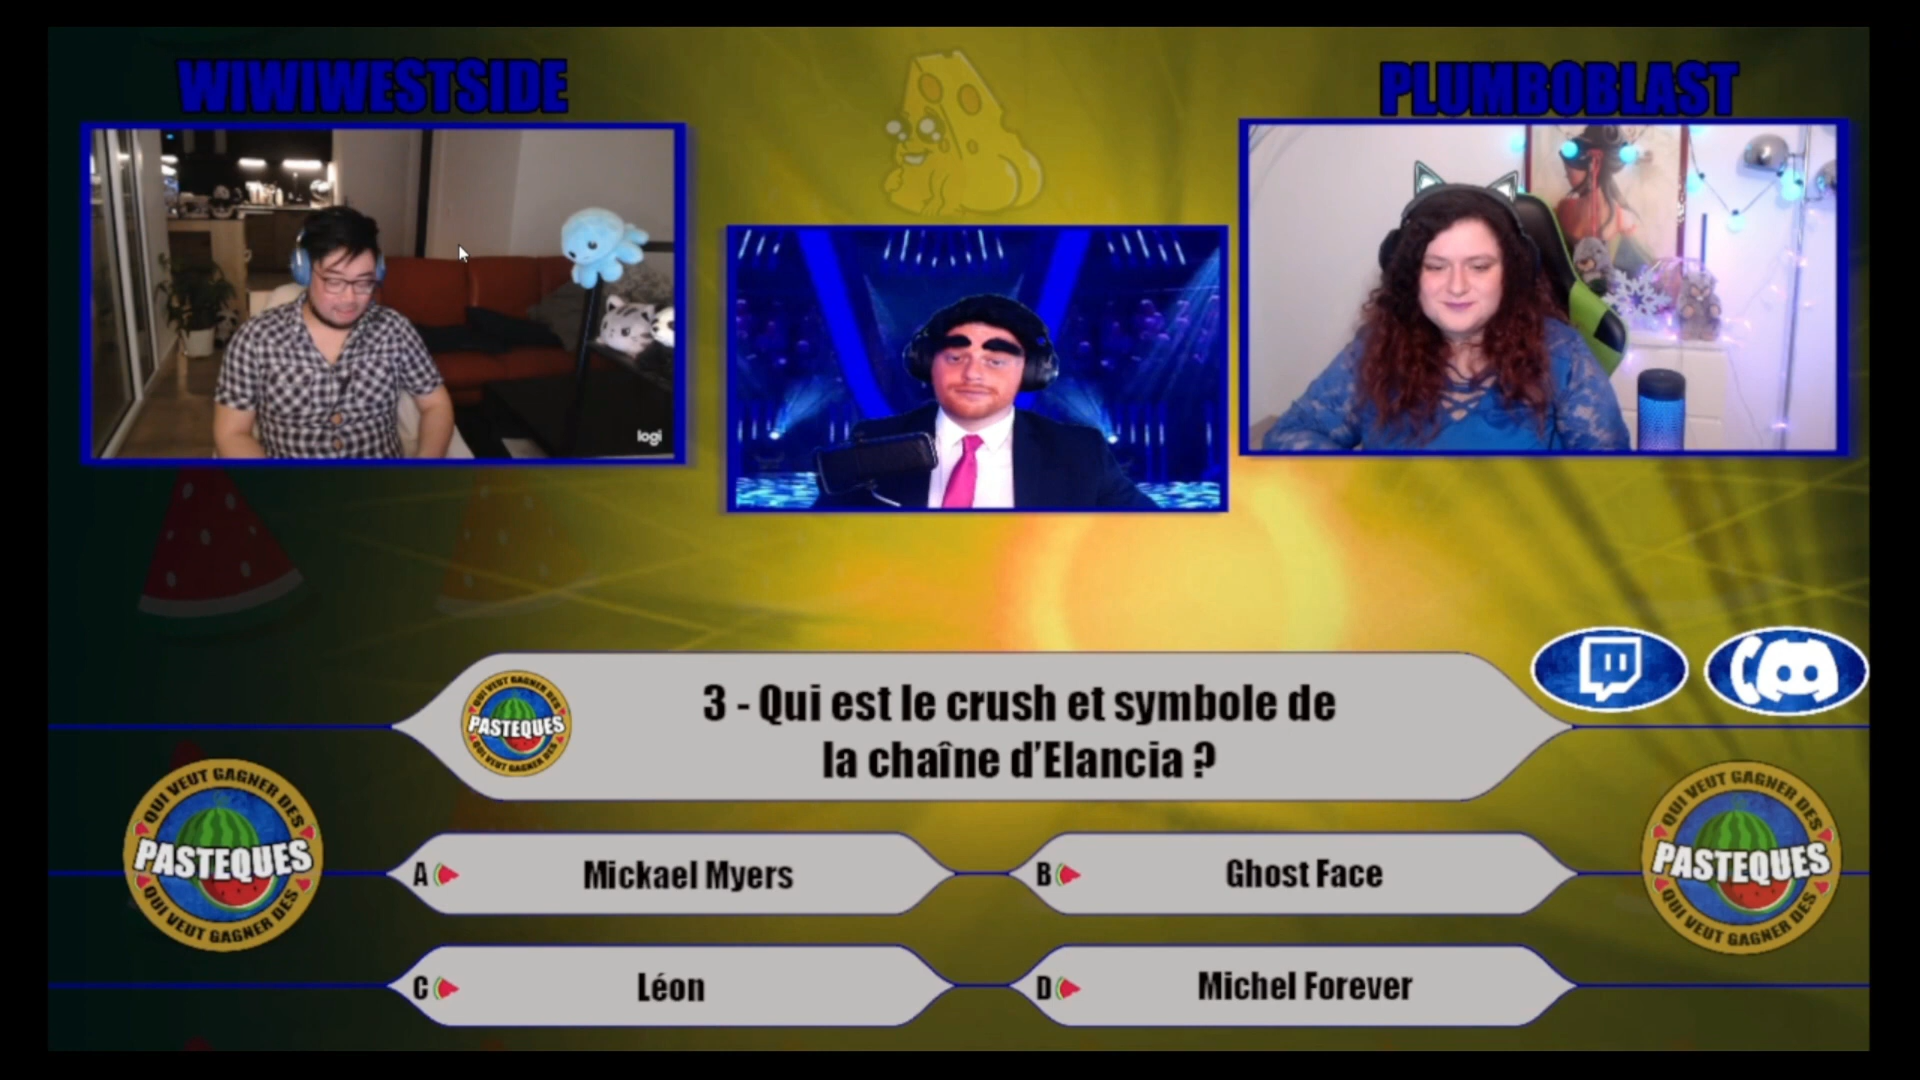 WIWIWESTSIDE
PLUMBOBLAST
logi
3 - Qui est le crush et symbole de
la chaîne d'Elancia ?
QUI VEUT GAGNER DES
PASTEQUES
QUI VEUT GAGNER DES
QUI VEUT GAGNER DES
PASTEQUES
QUI VEUT GAGNER DES
QUI VEUT GAGNER DES
PASTEQUES
QUI VEUT GAGNER DES
A Mickael Myers
B Ghost Face
C Léon
D Michel Forever